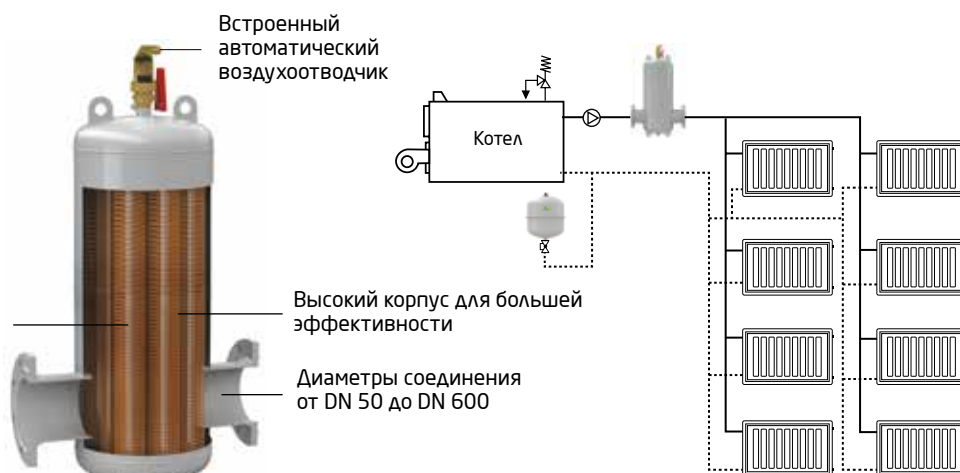 Встроенный
автоматический
воздухоотводчик
Котел
Высокий корпус для большей
эффективности
Диаметры соединения
от DN 50 до DN 600